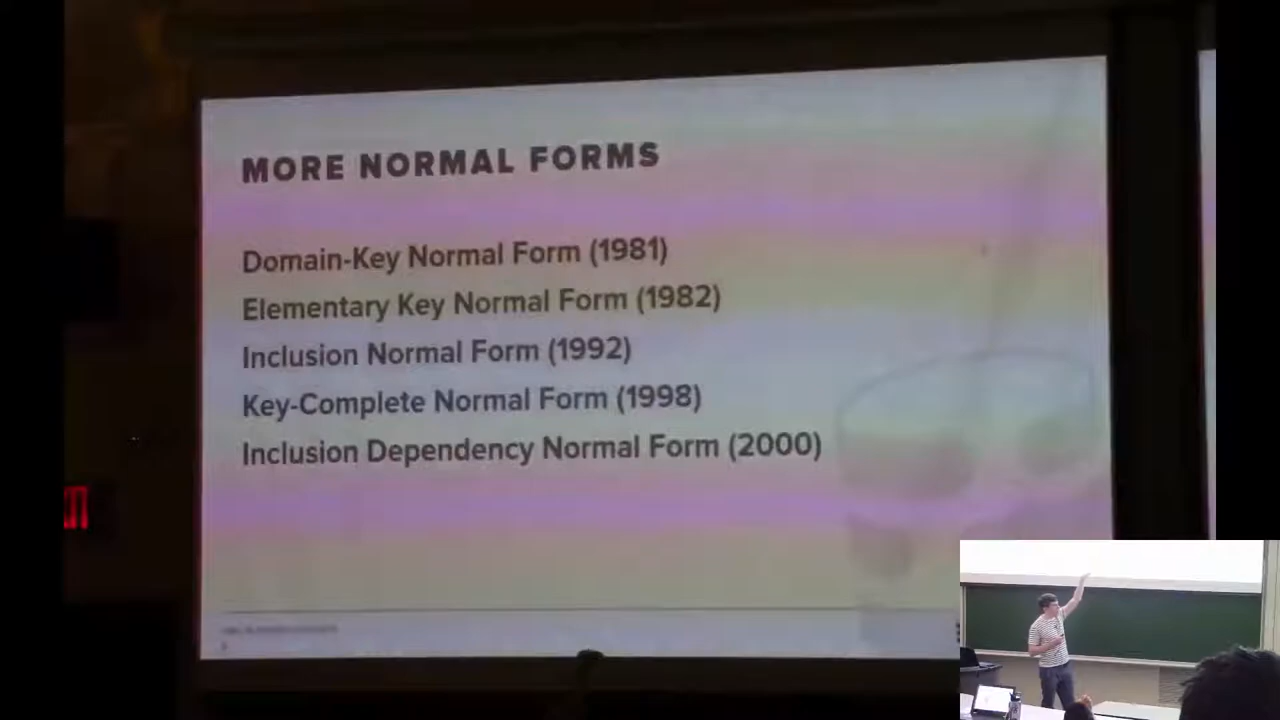 MORE NORMAL FORMS
Domain-Key Normal Form (1981)
Elementary Key Normal Form (1982)
Inclusion Normal Form (1992)
Key-Complete Normal Form (1998)
Inclusion Dependency Normal Form (2000)